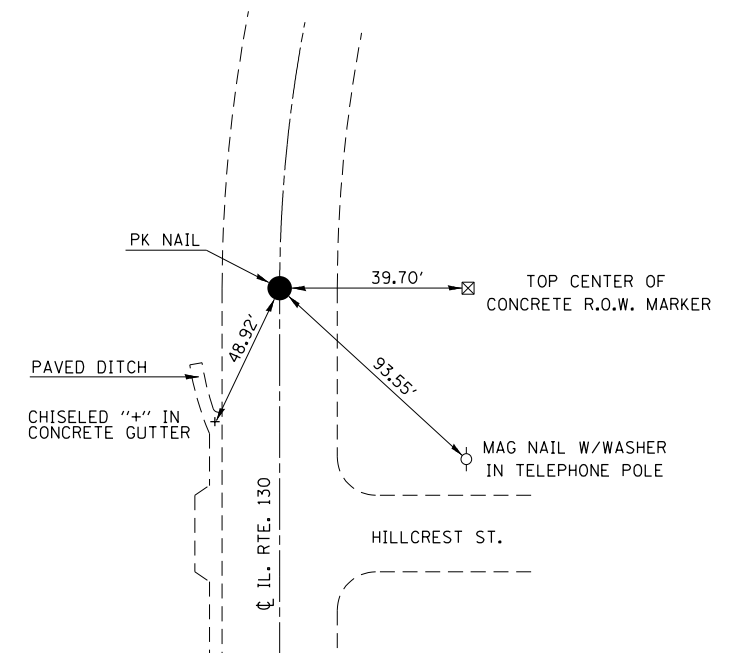 PK NAIL
39.70'
TOP CENTER OF
CONCRETE R.O.W. MARKER
48.92'
93.55'
PAVED DITCH
CHISELED "+" IN
CONCRETE GUTTER
MAG NAIL W/WASHER
IN TELEPHONE POLE
℄ IL. RTE. 130
HILLCREST ST.